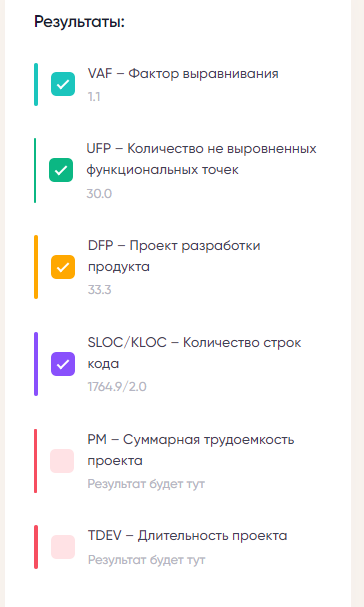 Результаты:
VAF – Фактор выравнивания
1.1
UFP – Количество не выровненных
функциональных точек
30.0
DFP – Проект разработки
продукта
33.3
SLOC/KLOC – Количество строк
кода
1764.9/2.0
PM – Суммарная трудоемкость
проекта
Результат будет тут
TDEV – Длительность проекта
Результат будет тут